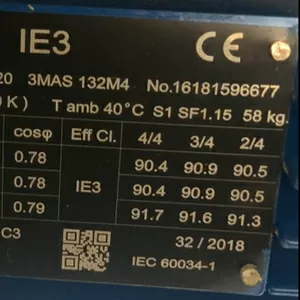 IE3 CE
20 3MAS 132M4 No.16181596677
0 K ) T amb 40°C S1 SF1.15 58 kg.
cosφ Eff Cl. 4/4 3/4 2/4
0.78 90.4 90.9 90.5
0.78 IE3 90.4 90.9 90.5
0.79 91.7 91.6 91.3
C3 32 / 2018
IEC 60034-1